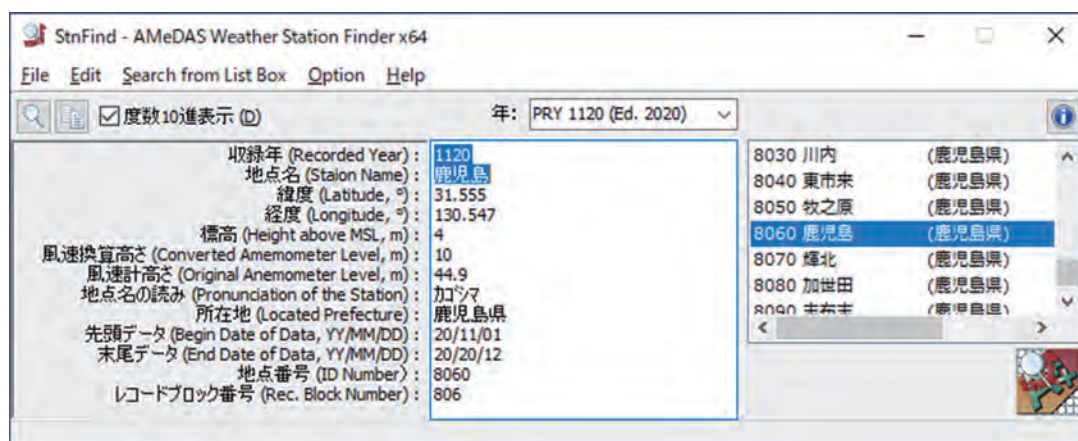 StnFind - AMeDAS Weather Station Finder x64
File Edit Search from List Box Option Help
度数10進表示 (D) 年: PRY 1120 (Ed. 2020)
収録年 (Recorded Year) : 1120
地点名 (Staion Name) : 鹿児島
緯度 (Latitude, °) : 31.555
経度 (Longitude, °) : 130.547
標高 (Height above MSL, m) : 4
風速換算高さ (Converted Amemometer Level, m) : 10
風速計高さ (Original Anemometer Level, m) : 44.9
地点名の読み (Pronunciation of the Station) : カゴシマ
所在地 (Located Prefecture) : 鹿児島県
先頭データ (Begin Date of Data, YY/MM/DD) : 20/11/01
末尾データ (End Date of Data, YY/MM/DD) : 20/20/12
地点番号 (ID Number) : 8060
レコードブロック番号 (Rec. Block Number) : 806
8030 川内 (鹿児島県)
8040 東市来 (鹿児島県)
8050 牧之原 (鹿児島県)
8060 鹿児島 (鹿児島県)
8070 輝北 (鹿児島県)
8080 加世田 (鹿児島県)
8090 (鹿児島県)